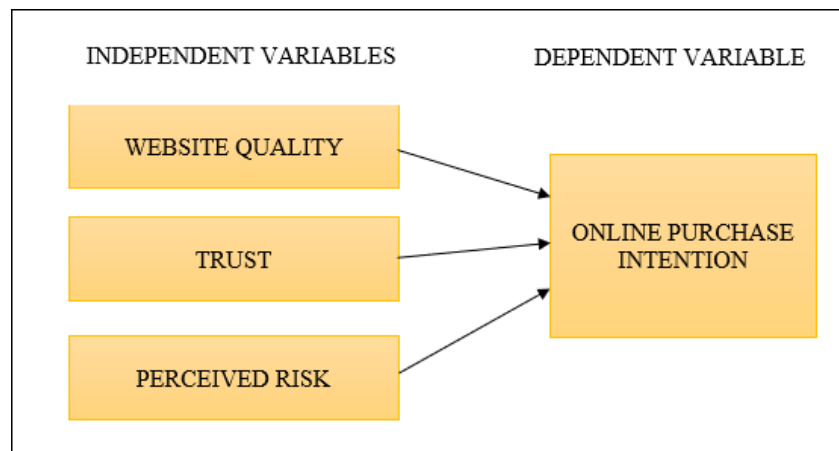 INDEPENDENT VARIABLES
DEPENDENT VARIABLE
WEBSITE QUALITY
TRUST
PERCEIVED RISK
ONLINE PURCHASE
INTENTION